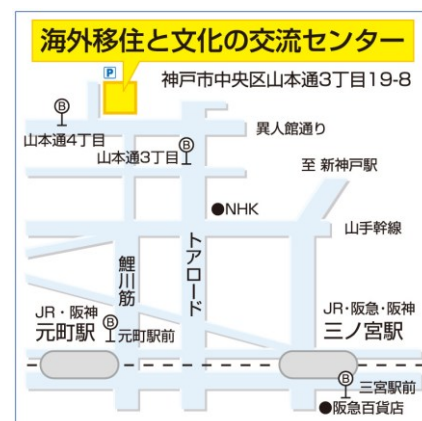 海外移住と文化の交流センター
P
神戸市中央区山本通3丁目19-8
B
山本通4丁目
B
山本通3丁目
異人館通り
至 新神戸駅
●NHK
山手幹線
鯉川筋
トアロード
JR・阪神
元町駅
B
元町駅前
JR・阪急・阪神
三ノ宮駅
B
三宮駅前
●阪急百貨店